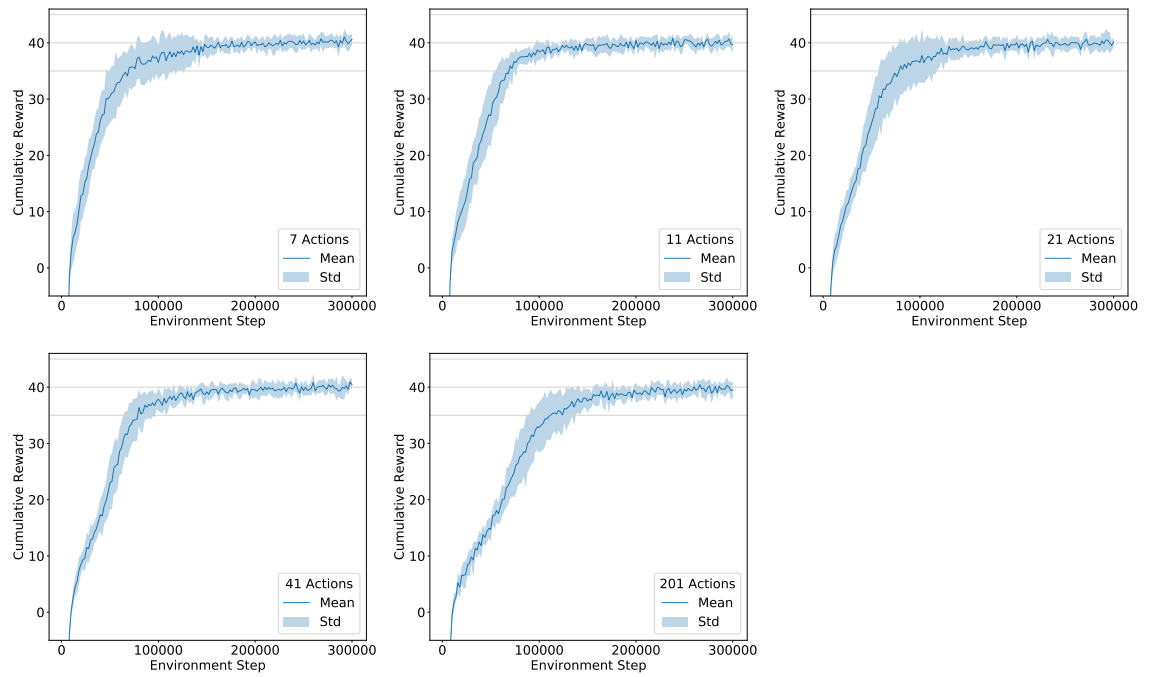 Cumulative Reward
40
30
20
10
0
7 Actions
Mean
Std
0 100000 200000 300000
Environment Step
Cumulative Reward
40
30
20
10
0
11 Actions
Mean
Std
0 100000 200000 300000
Environment Step
Cumulative Reward
40
30
20
10
0
21 Actions
Mean
Std
0 100000 200000 300000
Environment Step
Cumulative Reward
40
30
20
10
0
41 Actions
Mean
Std
0 100000 200000 300000
Environment Step
Cumulative Reward
40
30
20
10
0
201 Actions
Mean
Std
0 100000 200000 300000
Environment Step